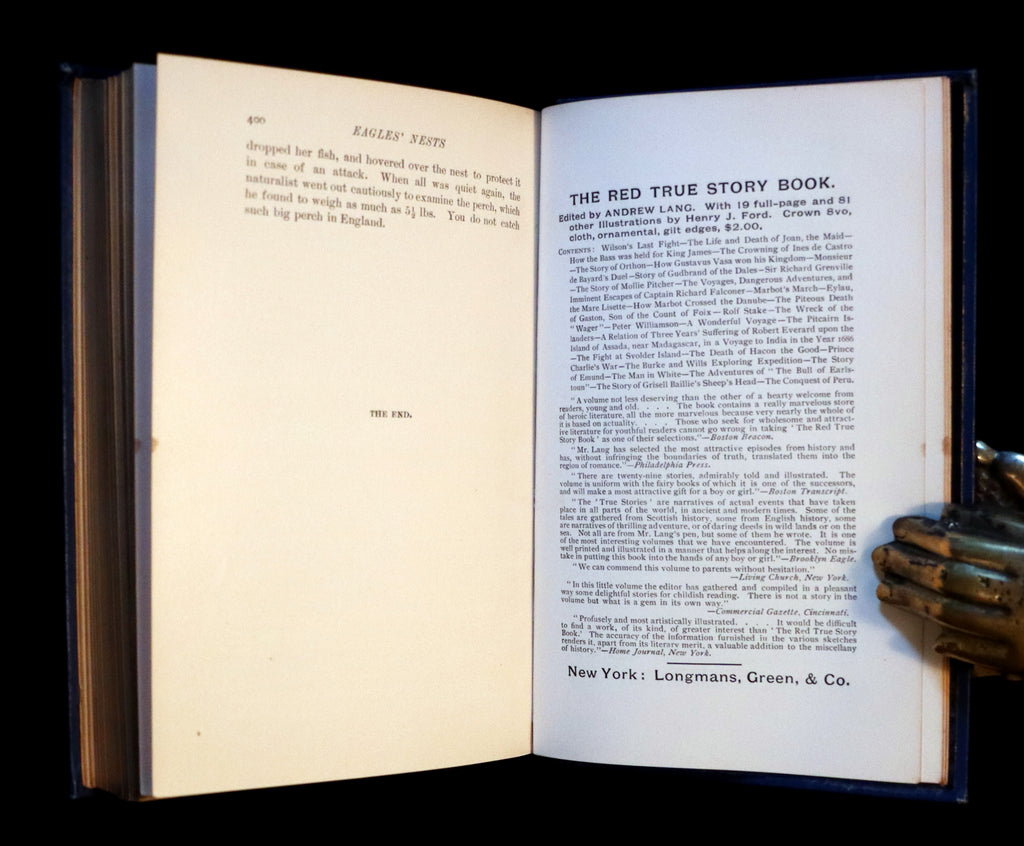 400
EAGLES' NESTS
dropped her fish, and hovered over the nest to protect it
in case of an attack. When all was quiet again, the
naturalist went out cautiously to examine the perch, which
he found to weigh as much as 5½ lbs. You do not catch
such big perch in England.
THE END.
THE RED TRUE STORY BOOK.
Edited by ANDREW LANG. With 19 full-page and 81
other Illustrations by Henry J. Ford. Crown 8vo,
cloth, ornamental, gilt edges, $2.00.
CONTENTS: Wilson's Last Fight—The Life and Death of Joan, the Maid—
How the Bass was held for King James—The Crowning of Ines de Castro
—The Story of Orthon—How Gustavus Vasa won his Kingdom—Monsieur
de Bayard's Duel—Story of Gudbrand of the Dales—Sir Richard Grenville
—The Story of Mollie Pitcher—The Voyages, Dangerous Adventures, and
Imminent Escapes of Captain Richard Falconer—Marbot's March—Eylau,
the Mare Lisette—How Marbot Crossed the Danube—The Piteous Death
of Gaston, Son of the Count of Foix—Rolf Stake—The Wreck of the
"Wager"—Peter Williamson—A Wonderful Voyage—The Pitcairn Is-
landers—A Relation of Three Years' Suffering of Robert Everard upon the
Island of Assada, near Madagascar, in a Voyage to India in the Year 1686
—The Fight at Svolder Island—The Death of Hacon the Good—Prince
Charlie's War—The Burke and Wills Exploring Expedition—The Story
of Emund—The Man in White—The Adventures of "The Bull of Earls-
toun"—The Story of Grisell Baillie's Sheep's Head—The Conquest of Peru.
"A volume not less deserving than the other of a hearty welcome from
readers, young and old. . . . . The book contains a really marvelous store
of heroic literature, all the more marvelous because very nearly the whole of
it is based on actuality. . . . . Those who seek for wholesome and attract-
ive literature for youthful readers cannot go wrong in taking 'The Red True
Story Book' as one of their selections."—Boston Beacon.
"Mr. Lang has selected the most attractive episodes from history and
has, without infringing the boundaries of truth, translated them into the
region of romance."—Philadelphia Press.
"There are twenty-nine stories, admirably told and illustrated. The
volume is uniform with the fairy books of which it is one of the successors,
and will make a most attractive gift for a boy or girl."—Boston Transcript.
"The 'True Stories' are narratives of actual events that have taken
place in all parts of the world, in ancient and modern times. Some of the
tales are gathered from Scottish history, some from English history, some
are narratives of thrilling adventure, or of daring deeds in wild lands or on the
sea. Not all are from Mr. Lang's pen, but some of them he wrote. It is one
of the most interesting volumes that we have encountered. The volume is
well printed and illustrated in a manner that helps along the interest. No mis-
take in putting this book into the hands of any boy or girl."—Brooklyn Eagle.
"We can commend this volume to parents without hesitation."
—Living Church, New York.
"In this little volume the editor has gathered and compiled in a pleasant
way some delightful stories for childish reading. There is not a story in the
volume but what is a gem in its own way."
—Commercial Gazette, Cincinnati.
"Profusely and most artistically illustrated. . . . . It would be difficult
to find a work, of its kind, of greater interest than 'The Red True Story
Book.' The accuracy of the information furnished in the various sketches
renders it, apart from its literary merit, a valuable addition to the miscellany
of history."—Home Journal, New York.
New York: Longmans, Green, & Co.